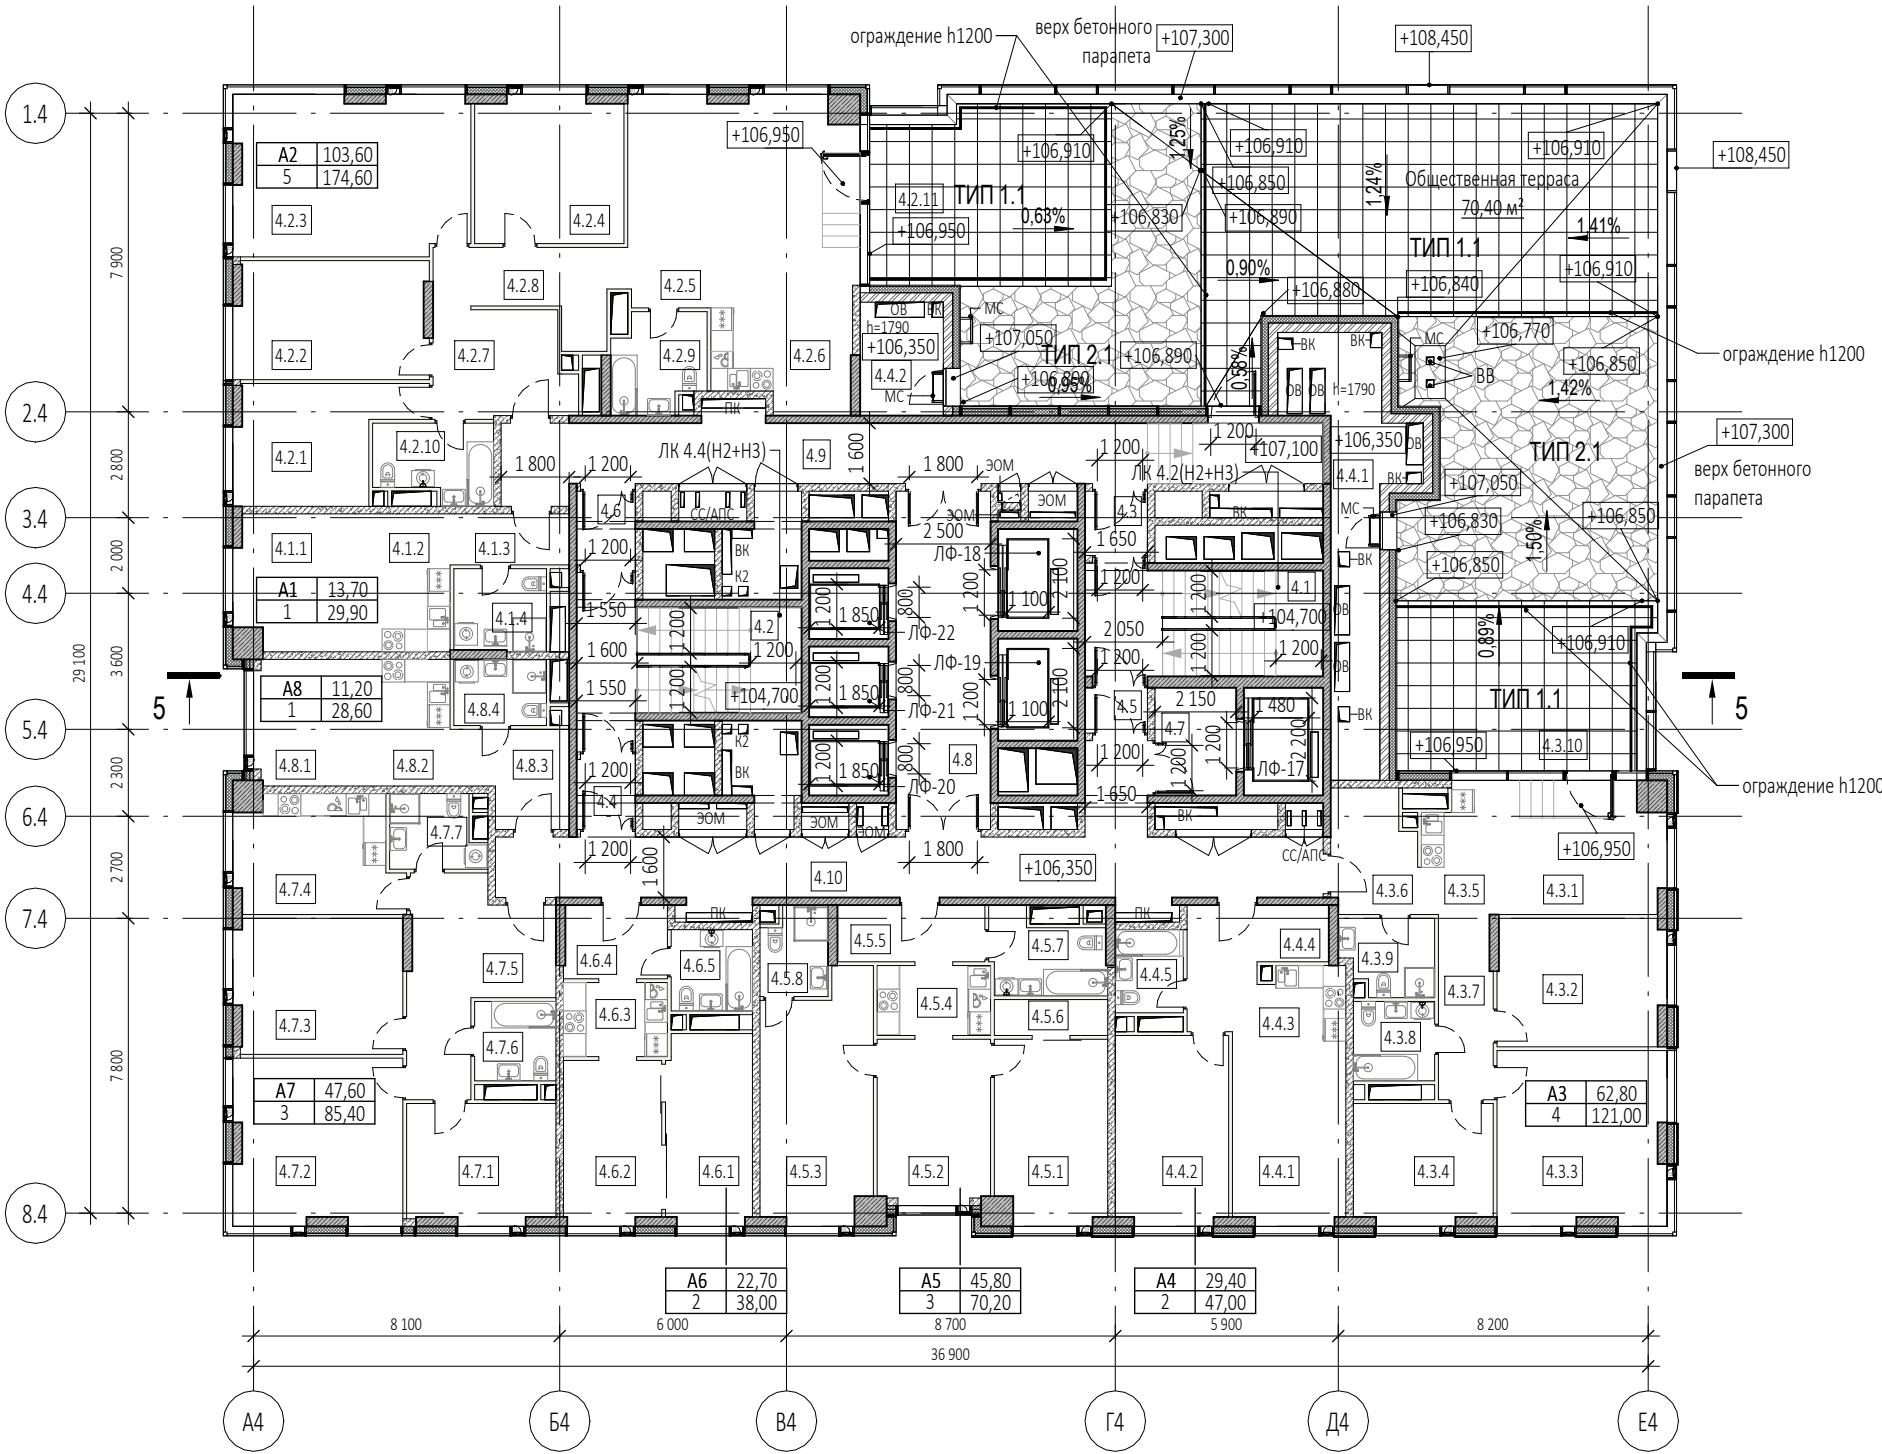 ограждение h1200
верх бетонного
парапета
+107,300
+108,450
1.4
А2 103,60
5 174,60
+106,950
+106,910
1,25%
+106,910
+106,910
+108,450
4.2.3
4.2.4
4.2.11
ТИП 1.1
0,63%
+106,950
+106,830
+106,850
+106,890
1,24%
Общественная терраса
70,40 м²
1,41%
ТИП 1.1
7 900
4.2.8
4.2.5
0,90%
+106,880
+106,840
+106,910
ОВ
ВК
h=1790
+106,350
МС
+107,050
ТИП 2.1
+106,890
0,58%
ВК
ВК
МС
+106,770
ВВ
+106,850
ограждение h1200
4.2.2
4.2.7
4.2.9
4.2.6
4.4.2
МС
0,95%
ОВ
ОВ
h=1790
1,42%
2.4
ПК
4.2.1
4.2.10
ЛК 4.4(Н2+Н3)
4.9
1 600
1 800
1 200
1 800
ЭОМ
1 200
1 200
+107,100
ЛК 4.2(Н2+Н3)
+106,350
ОВ
4.4.1
ВК
ТИП 2.1
+107,300
верх бетонного
парапета
2 800
3.4
4.6
СС/АПС
ЭОМ
ЭОМ
4.3
ВК
МС
+107,050
+106,830
+106,850
1,50%
+106,850
4.1.1
4.1.2
4.1.3
1 200
ВК
К2
2 500
ЛФ-18
1 650
ВК
2 000
4.4
А1 13,70
1 29,90
4.1.4
1 550
1 200
4.2
1 200
1 850
800
ЛФ-22
1 200
1 100
2 100
1 200
1 200
4.1
+104,700
ОВ
29 100
3 600
1 600
1 200
ЛФ-19
2 050
1 200
1 200
1 200
0,89%
+106,910
5
А8 11,20
1 28,60
4.8.4
1 550
1 200
+104,700
1 200
1 850
800
ЛФ-21
1 200
1 100
2 100
4.5
2 150
1 480
ОВ
ВК
ТИП 1.1
5
5.4
4.8.1
4.8.2
4.8.3
К2
ВК
1 200
1 200
1 850
800
ЛФ-20
4.8
1 200
4.7
1 200
1 200
2 200
ЛФ-17
+106,950
4.3.10
ограждение h1200
2 300
6.4
4.4
ЭОМ
ЭОМ
ЭОМ
1 650
ВК
СС/АПС
4.7.7
1 200
1 600
1 800
+106,350
+106,950
2 700
4.7.4
4.10
4.3.6
4.3.5
4.3.1
7.4
ПК
ПК
4.7.5
4.6.4
4.6.5
4.5.5
4.5.8
4.5.7
4.4.4
4.4.5
4.3.9
4.3.7
4.3.2
4.7.3
4.7.6
4.6.3
4.5.4
4.5.6
4.4.3
4.3.8
7 800
А7 47,60
3 85,40
А3 62,80
4 121,00
4.7.2
4.7.1
4.6.2
4.6.1
4.5.3
4.5.2
4.5.1
4.4.2
4.4.1
4.3.4
4.3.3
8.4
А6 22,70
2 38,00
А5 45,80
3 70,20
А4 29,40
2 47,00
8 100
6 000
8 700
5 900
8 200
36 900
А4
Б4
В4
Г4
Д4
Е4